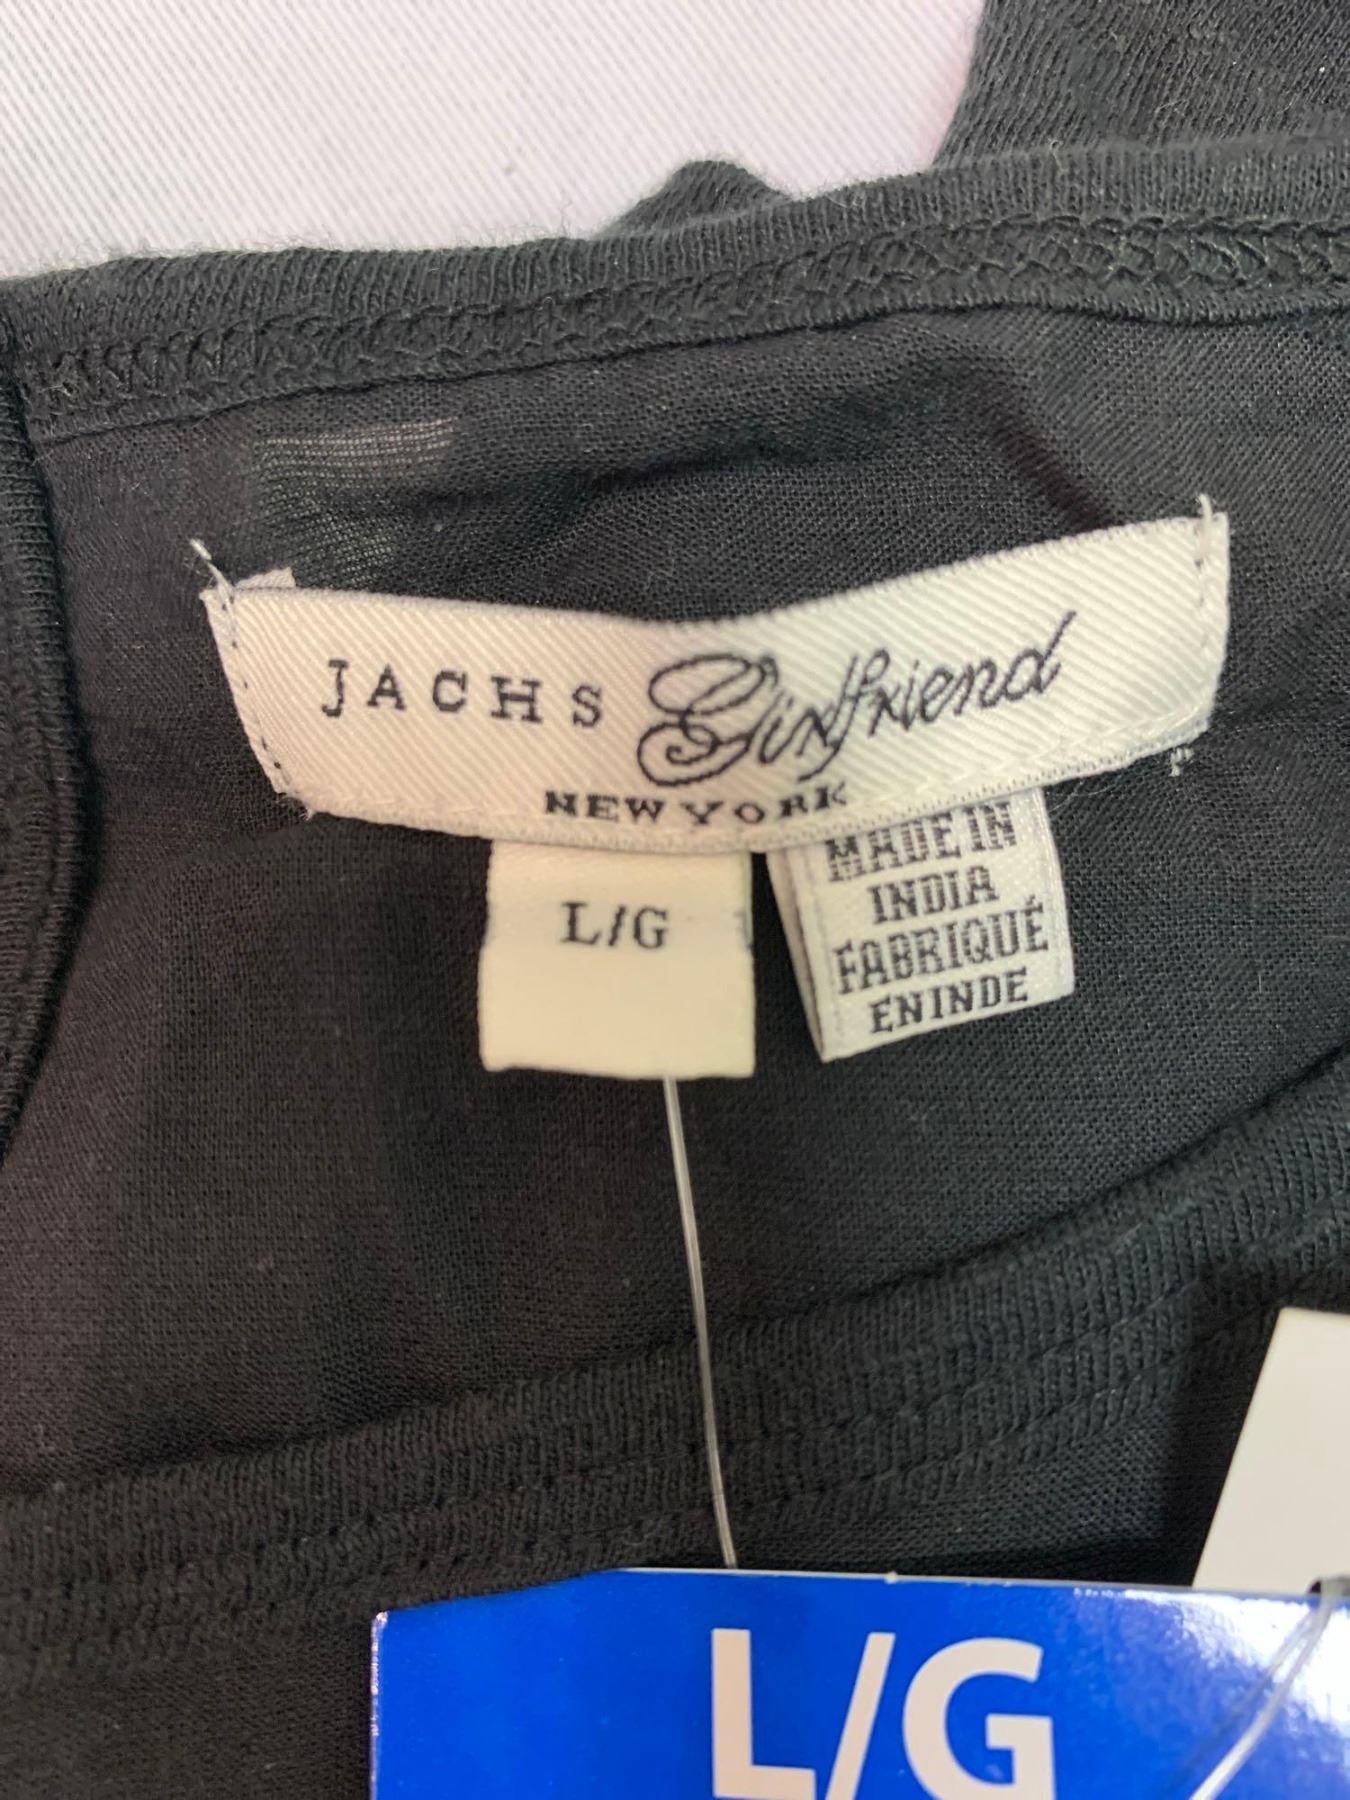 JACHS Girlfriend
NEW YORK
L/G
MADE IN
INDIA
FABRIQUÉ
EN INDE
L/G